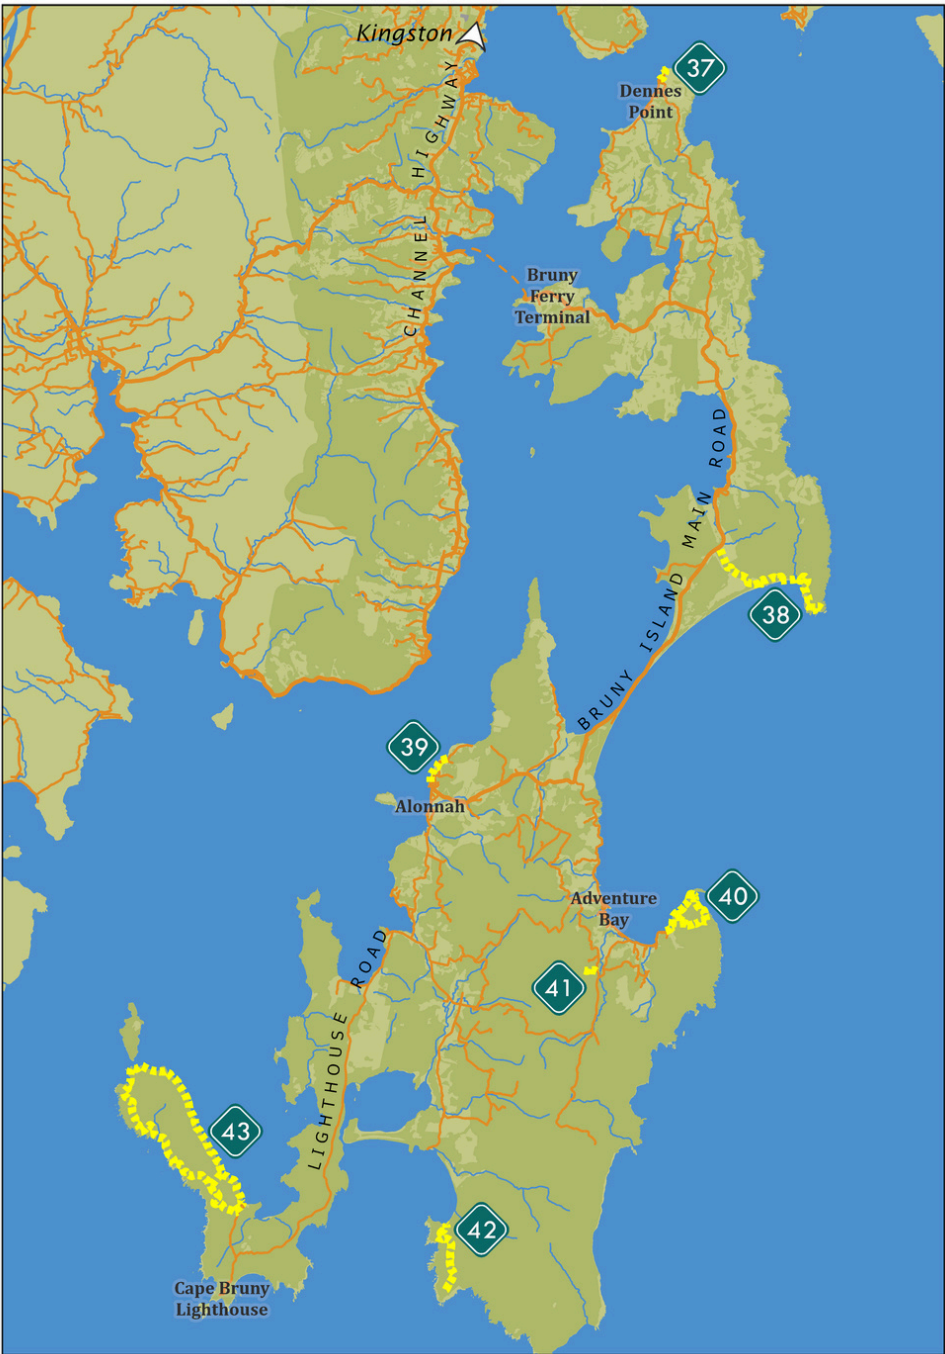 Kingston
37
Dennes
Point
CHANNEL HIGHWAY
Bruny
Ferry
Terminal
BRUNY ISLAND MAIN ROAD
38
39
Alonnah
40
Adventure
Bay
41
LIGHTHOUSE ROAD
43
42
Cape Bruny
Lighthouse